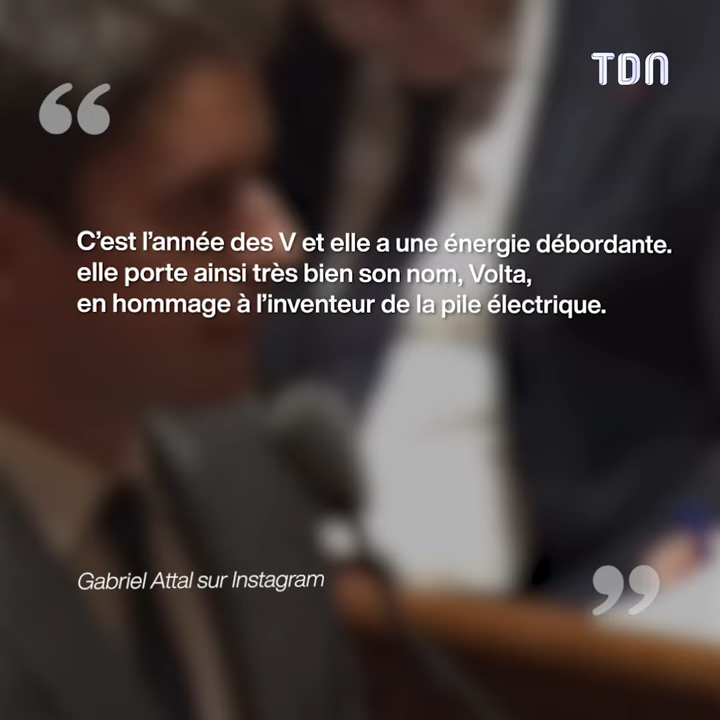 TDN
“
C’est l’année des V et elle a une énergie débordante.
elle porte ainsi très bien son nom, Volta,
en hommage à l’inventeur de la pile électrique.
Gabriel Attal sur Instagram
”